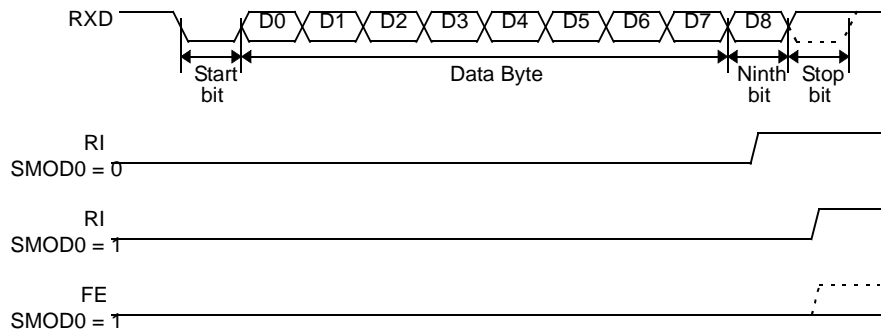 RXD D0 D1 D2 D3 D4 D5 D6 D7 D8
Start bit
Data Byte
Ninth bit
Stop bit
RI
SMOD0 = 0
RI
SMOD0 = 1
FE
SMOD0 = 1